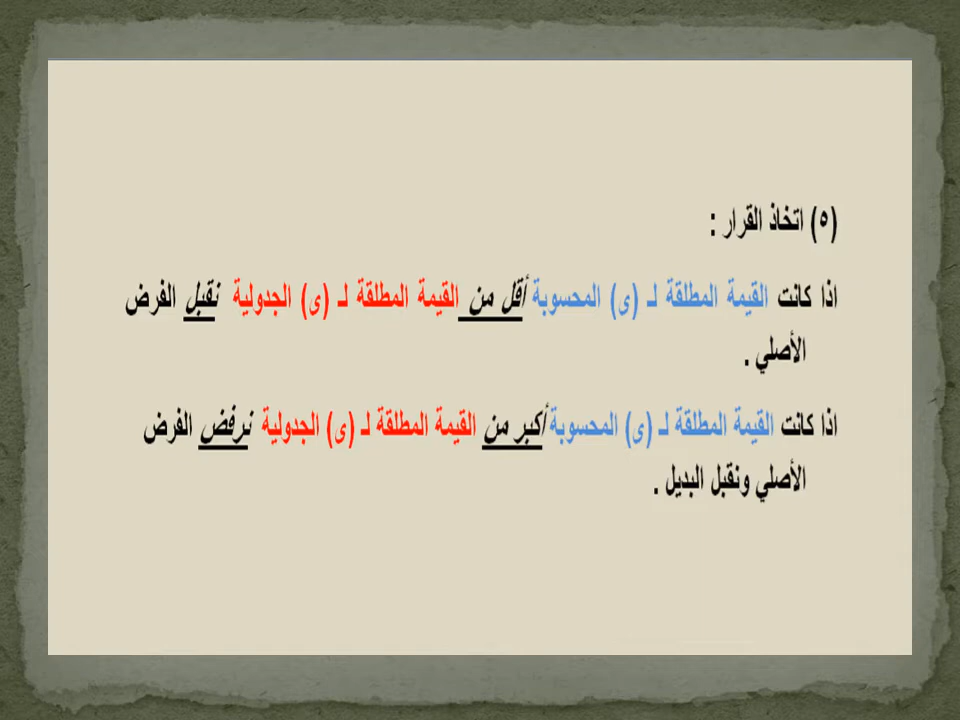 (٥) اتخاذ القرار :
اذا كانت القيمة المطلقة لـ (ى) المحسوبة أقل من القيمة المطلقة لـ (ى) الجدولية نقبل الفرض
الأصلي .
اذا كانت القيمة المطلقة لـ (ى) المحسوبة أكبر من القيمة المطلقة لـ (ى) الجدولية نرفض الفرض
الأصلي ونقبل البديل .